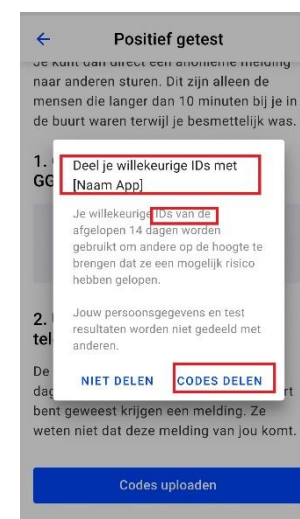 Positief getest
Je kunt dan direct een anonieme melding
naar anderen sturen. Dit zijn alleen de
mensen die langer dan 10 minuten bij je in
de buurt waren terwijl je besmettelijk was.
1.
GG
Deel je willekeurige IDs met
[Naam App]
Je willekeurige IDs van de
afgelopen 14 dagen worden
gebruikt om andere op de hoogte te
brengen dat ze een mogelijk risico
hebben gelopen.
Jouw persoonsgegevens en test
resultaten worden niet gedeeld met
anderen.
NIET DELEN CODES DELEN
2.
tel
De
dag
bent geweest krijgen een melding. Ze
weten niet dat deze melding van jou komt.
Codes uploaden